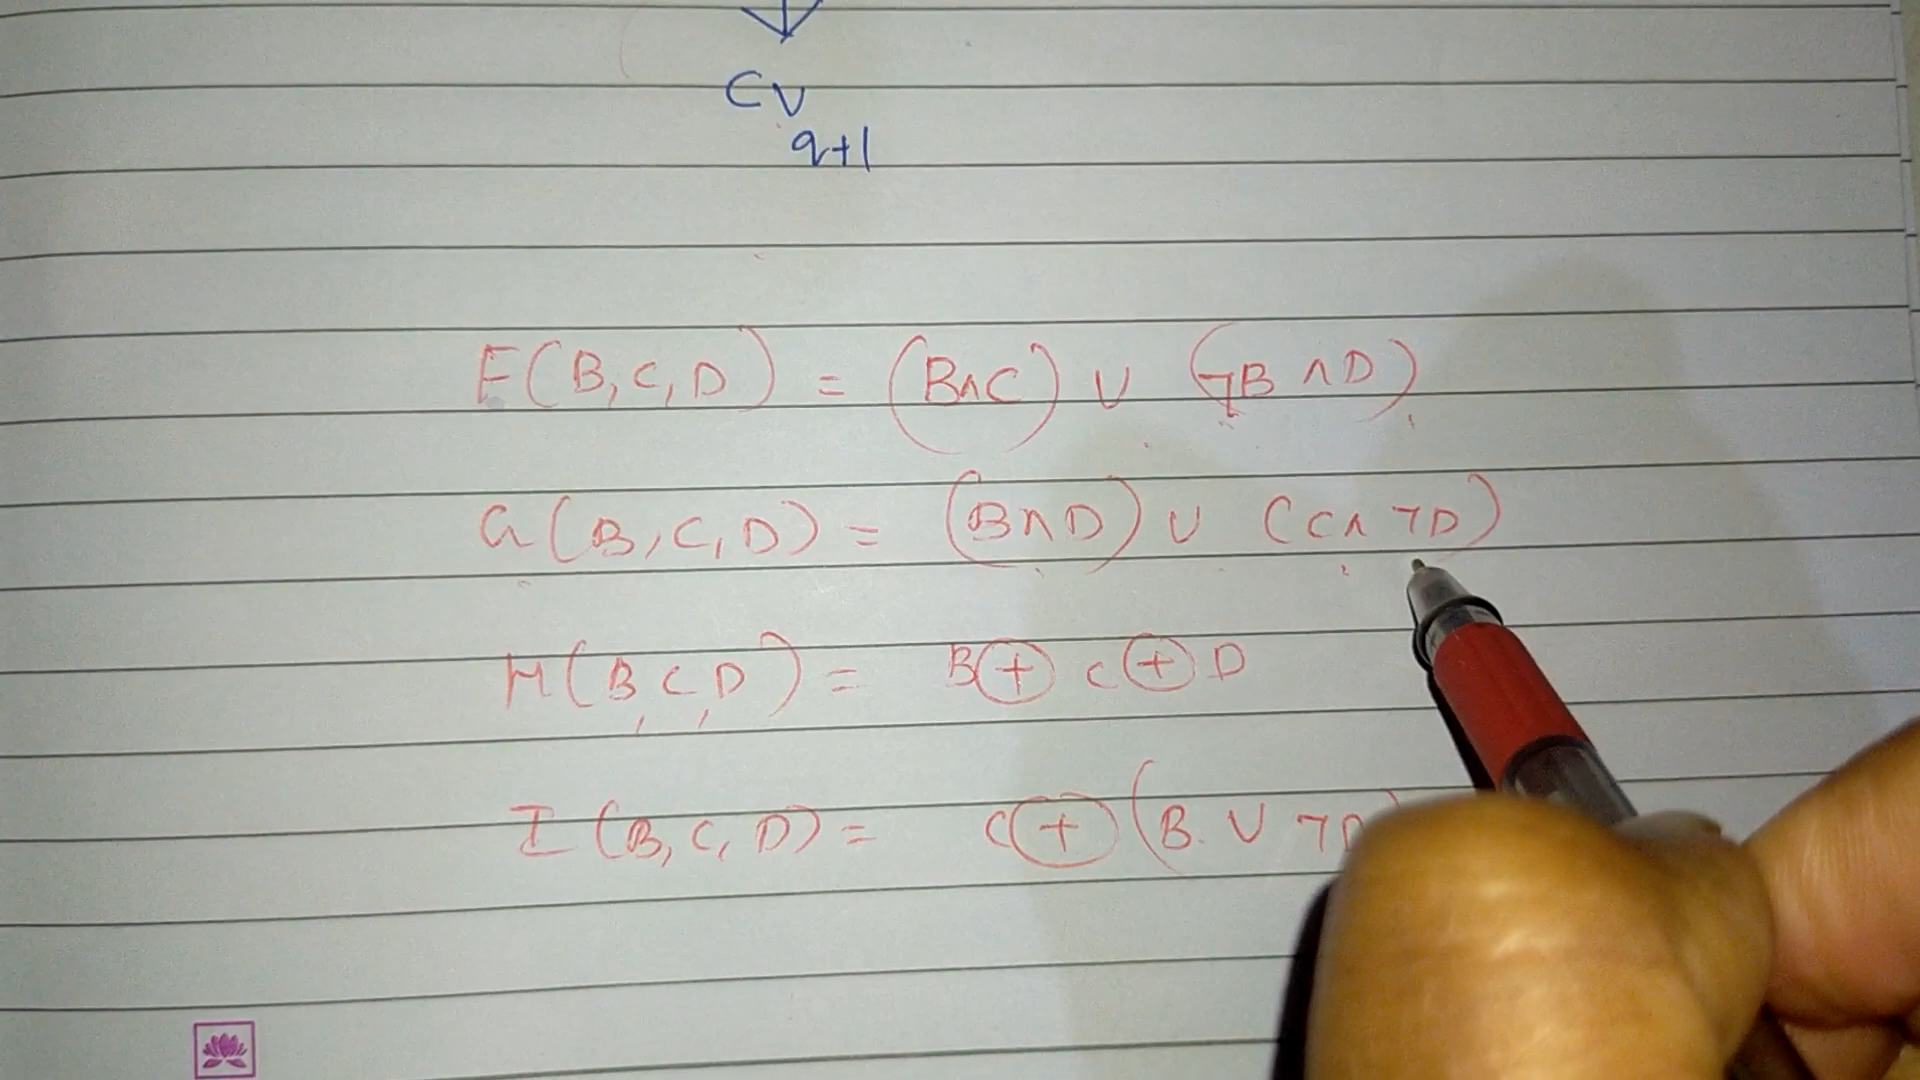 CV
q+1
F(B,C,D) = (B∧C) ∨ (¬B ∧ D)
G(B,C,D) = (B∧D) ∨ (C∧ ¬D)
H(B,C,D) = B⊕C⊕D
I(B,C,D) = C⊕(B ∨ ¬D)